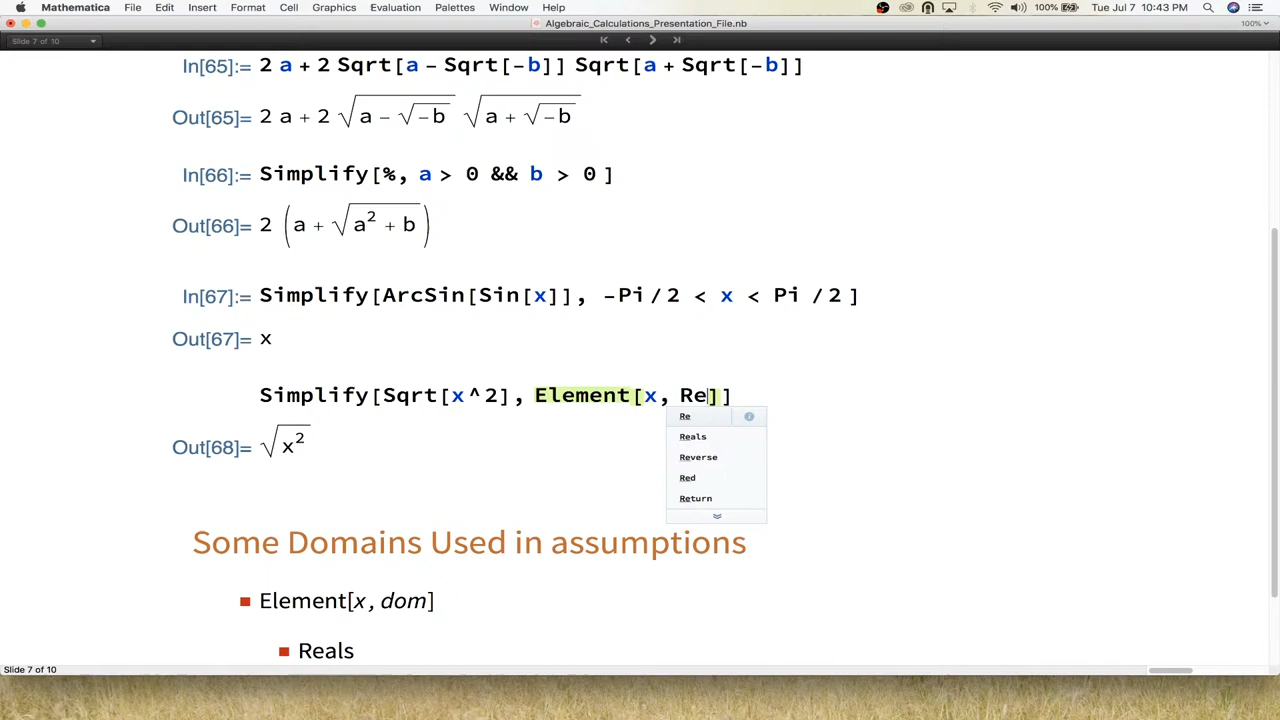 Mathematica File Edit Insert Format Cell Graphics Evaluation Palettes Window Help 100% Tue Jul 7 10:43 PM
Algebraic_Calculations_Presentation_File.nb 100%
Slide 7 of 10
In[65]:= 2 a + 2 Sqrt[a - Sqrt[-b]] Sqrt[a + Sqrt[-b]]
Out[65]= 2 a + 2 √(a - √-b) √(a + √-b)
In[66]:= Simplify[%, a > 0 && b > 0 ]
Out[66]= 2 (a + √(a² + b))
In[67]:= Simplify[ArcSin[Sin[x]], -Pi / 2 < x < Pi / 2 ]
Out[67]= x
Simplify[Sqrt[x ^ 2], Element[x, Re]]
Re
Reals
Reverse
Red
Return
Out[68]= √x²
Some Domains Used in assumptions
Element[x, dom]
Reals
Slide 7 of 10